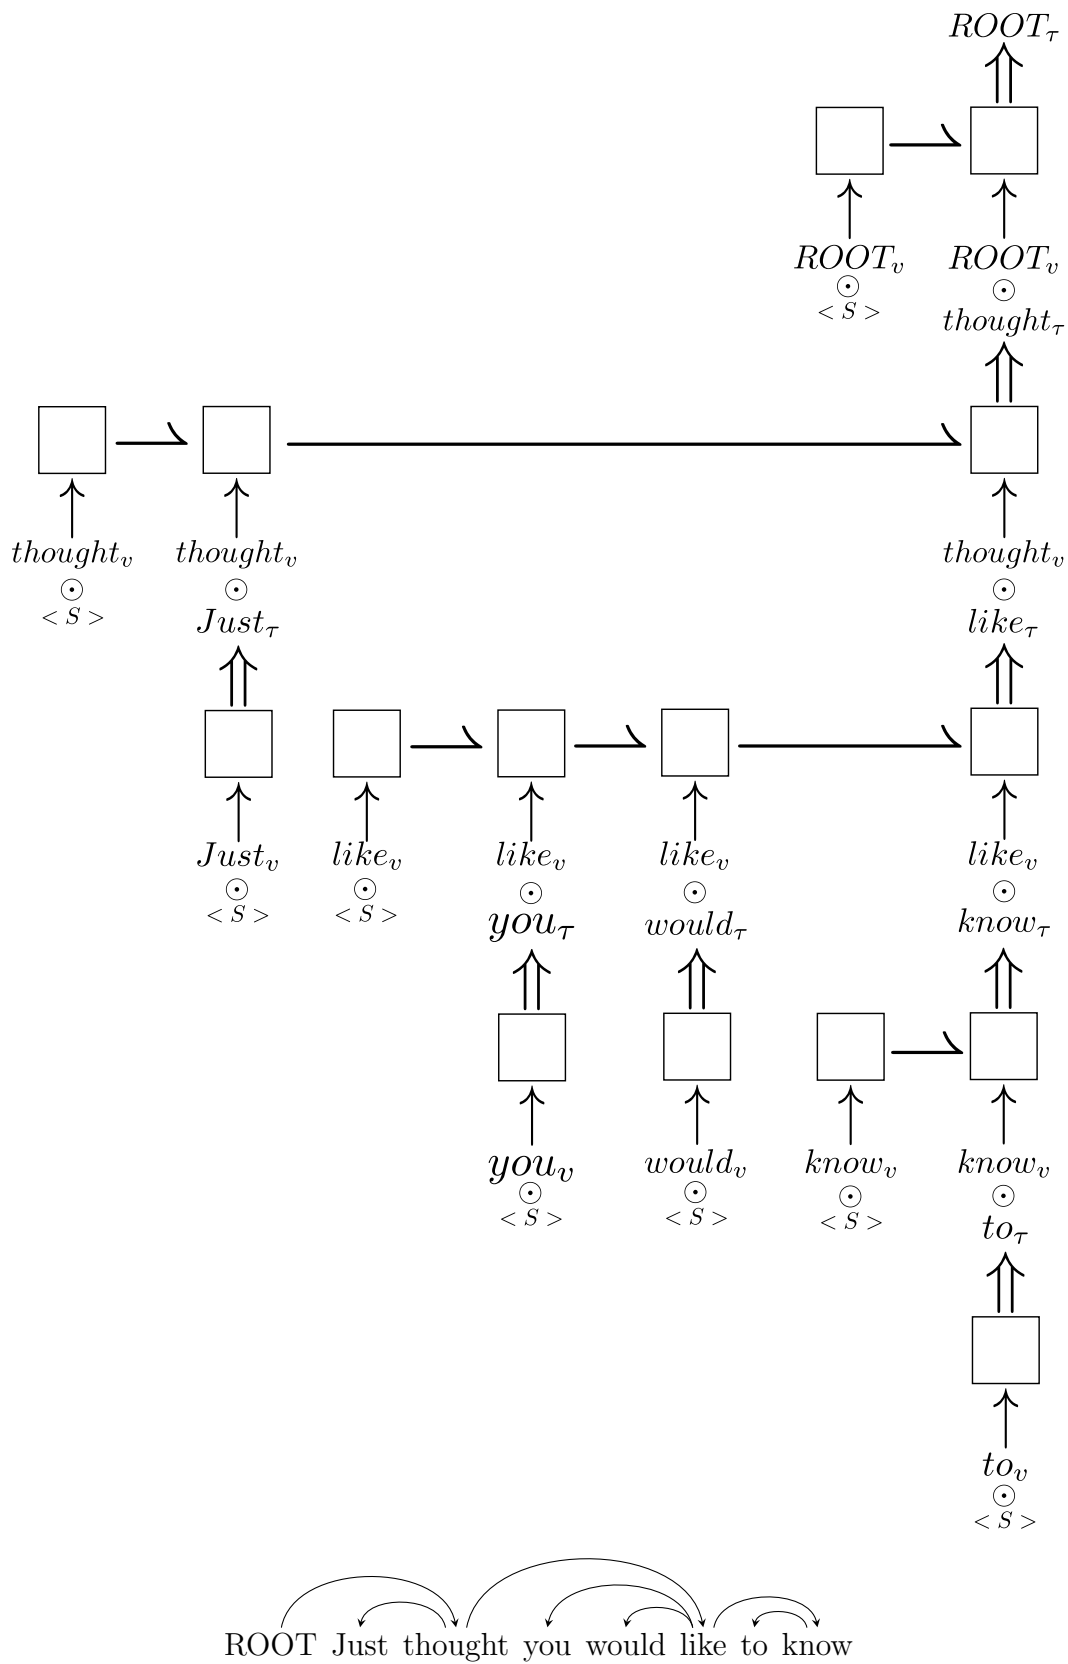 ROOT_τ
ROOT_v ROOT_v
⊙ ⊙
< S > thought_τ
thought_v thought_v thought_v
⊙ ⊙ ⊙
< S > Just_τ like_τ
Just_v like_v like_v like_v like_v
⊙ ⊙ ⊙ ⊙ ⊙
< S > < S > you_τ would_τ know_τ
you_v would_v know_v know_v
⊙ ⊙ ⊙ ⊙
< S > < S > < S > to_τ
to_v
⊙
< S >
ROOT Just thought you would like to know